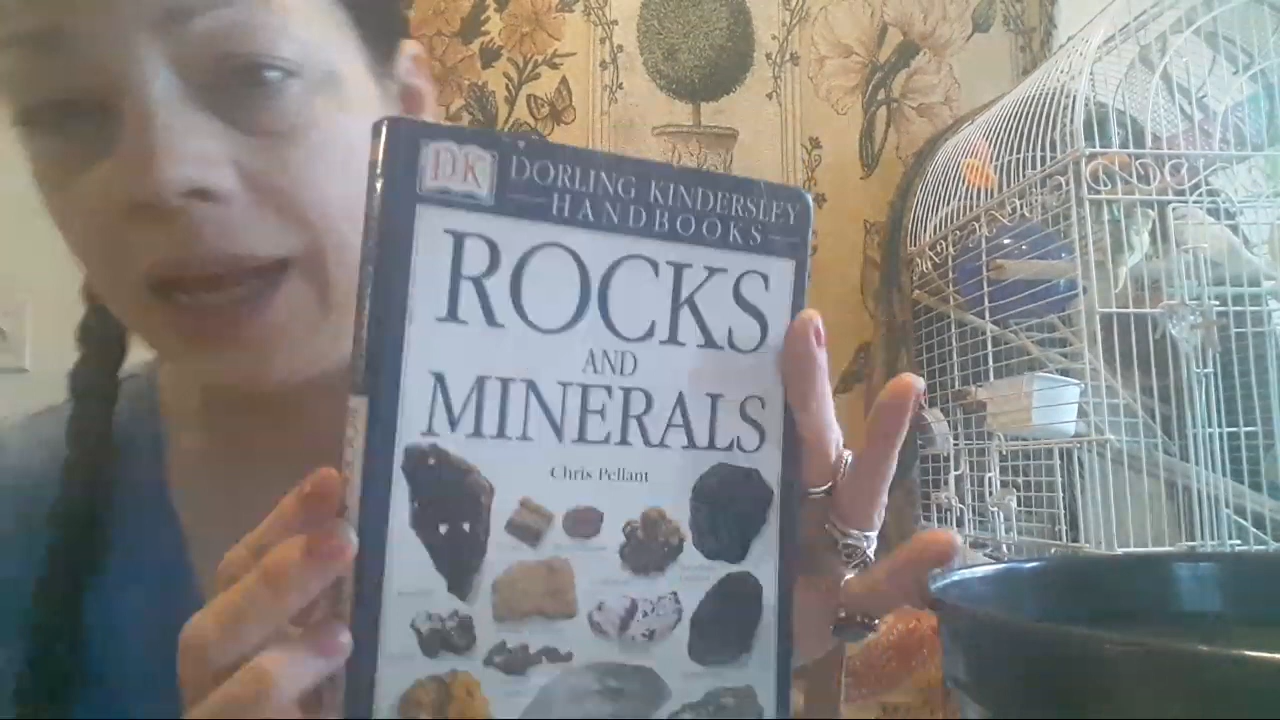 DK
DORLING KINDERSLEY
HANDBOOKS
ROCKS
AND
MINERALS
Chris Pellant